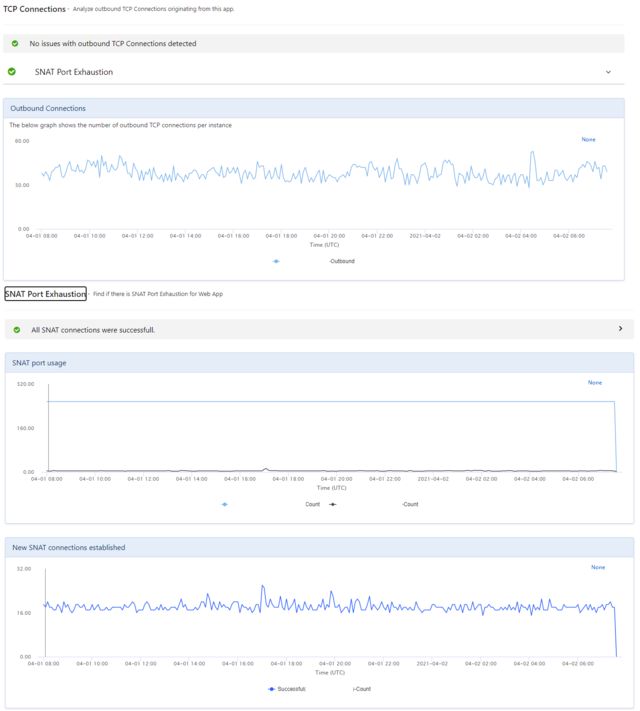 TCP Connections - Analyze outbound TCP Connections originating from this app.
No issues with outbound TCP Connections detected
SNAT Port Exhaustion
Outbound Connections
The below graph shows the number of outbound TCP connections per instance
None
60.00
30.00
0.00
04-01 08:00 04-01 10:00 04-01 12:00 04-01 14:00 04-01 16:00 04-01 18:00 04-01 20:00 04-01 22:00 2021-04-02 04-02 02:00 04-02 04:00 04-02 06:00
Time (UTC)
-Outbound
SNAT Port Exhaustion - Find if there is SNAT Port Exhaustion for Web App
All SNAT connections were successfull.
SNAT port usage
None
320.00
160.00
0.00
04-01 08:00 04-01 10:00 04-01 12:00 04-01 14:00 04-01 16:00 04-01 18:00 04-01 20:00 04-01 22:00 2021-04-02 04-02 02:00 04-02 04:00 04-02 06:00
Time (UTC)
Count -Count
New SNAT connections established
None
32.00
16.00
0.00
04-01 08:00 04-01 10:00 04-01 12:00 04-01 14:00 04-01 16:00 04-01 18:00 04-01 20:00 04-01 22:00 2021-04-02 04-02 02:00 04-02 04:00 04-02 06:00
Time (UTC)
Successful -Count